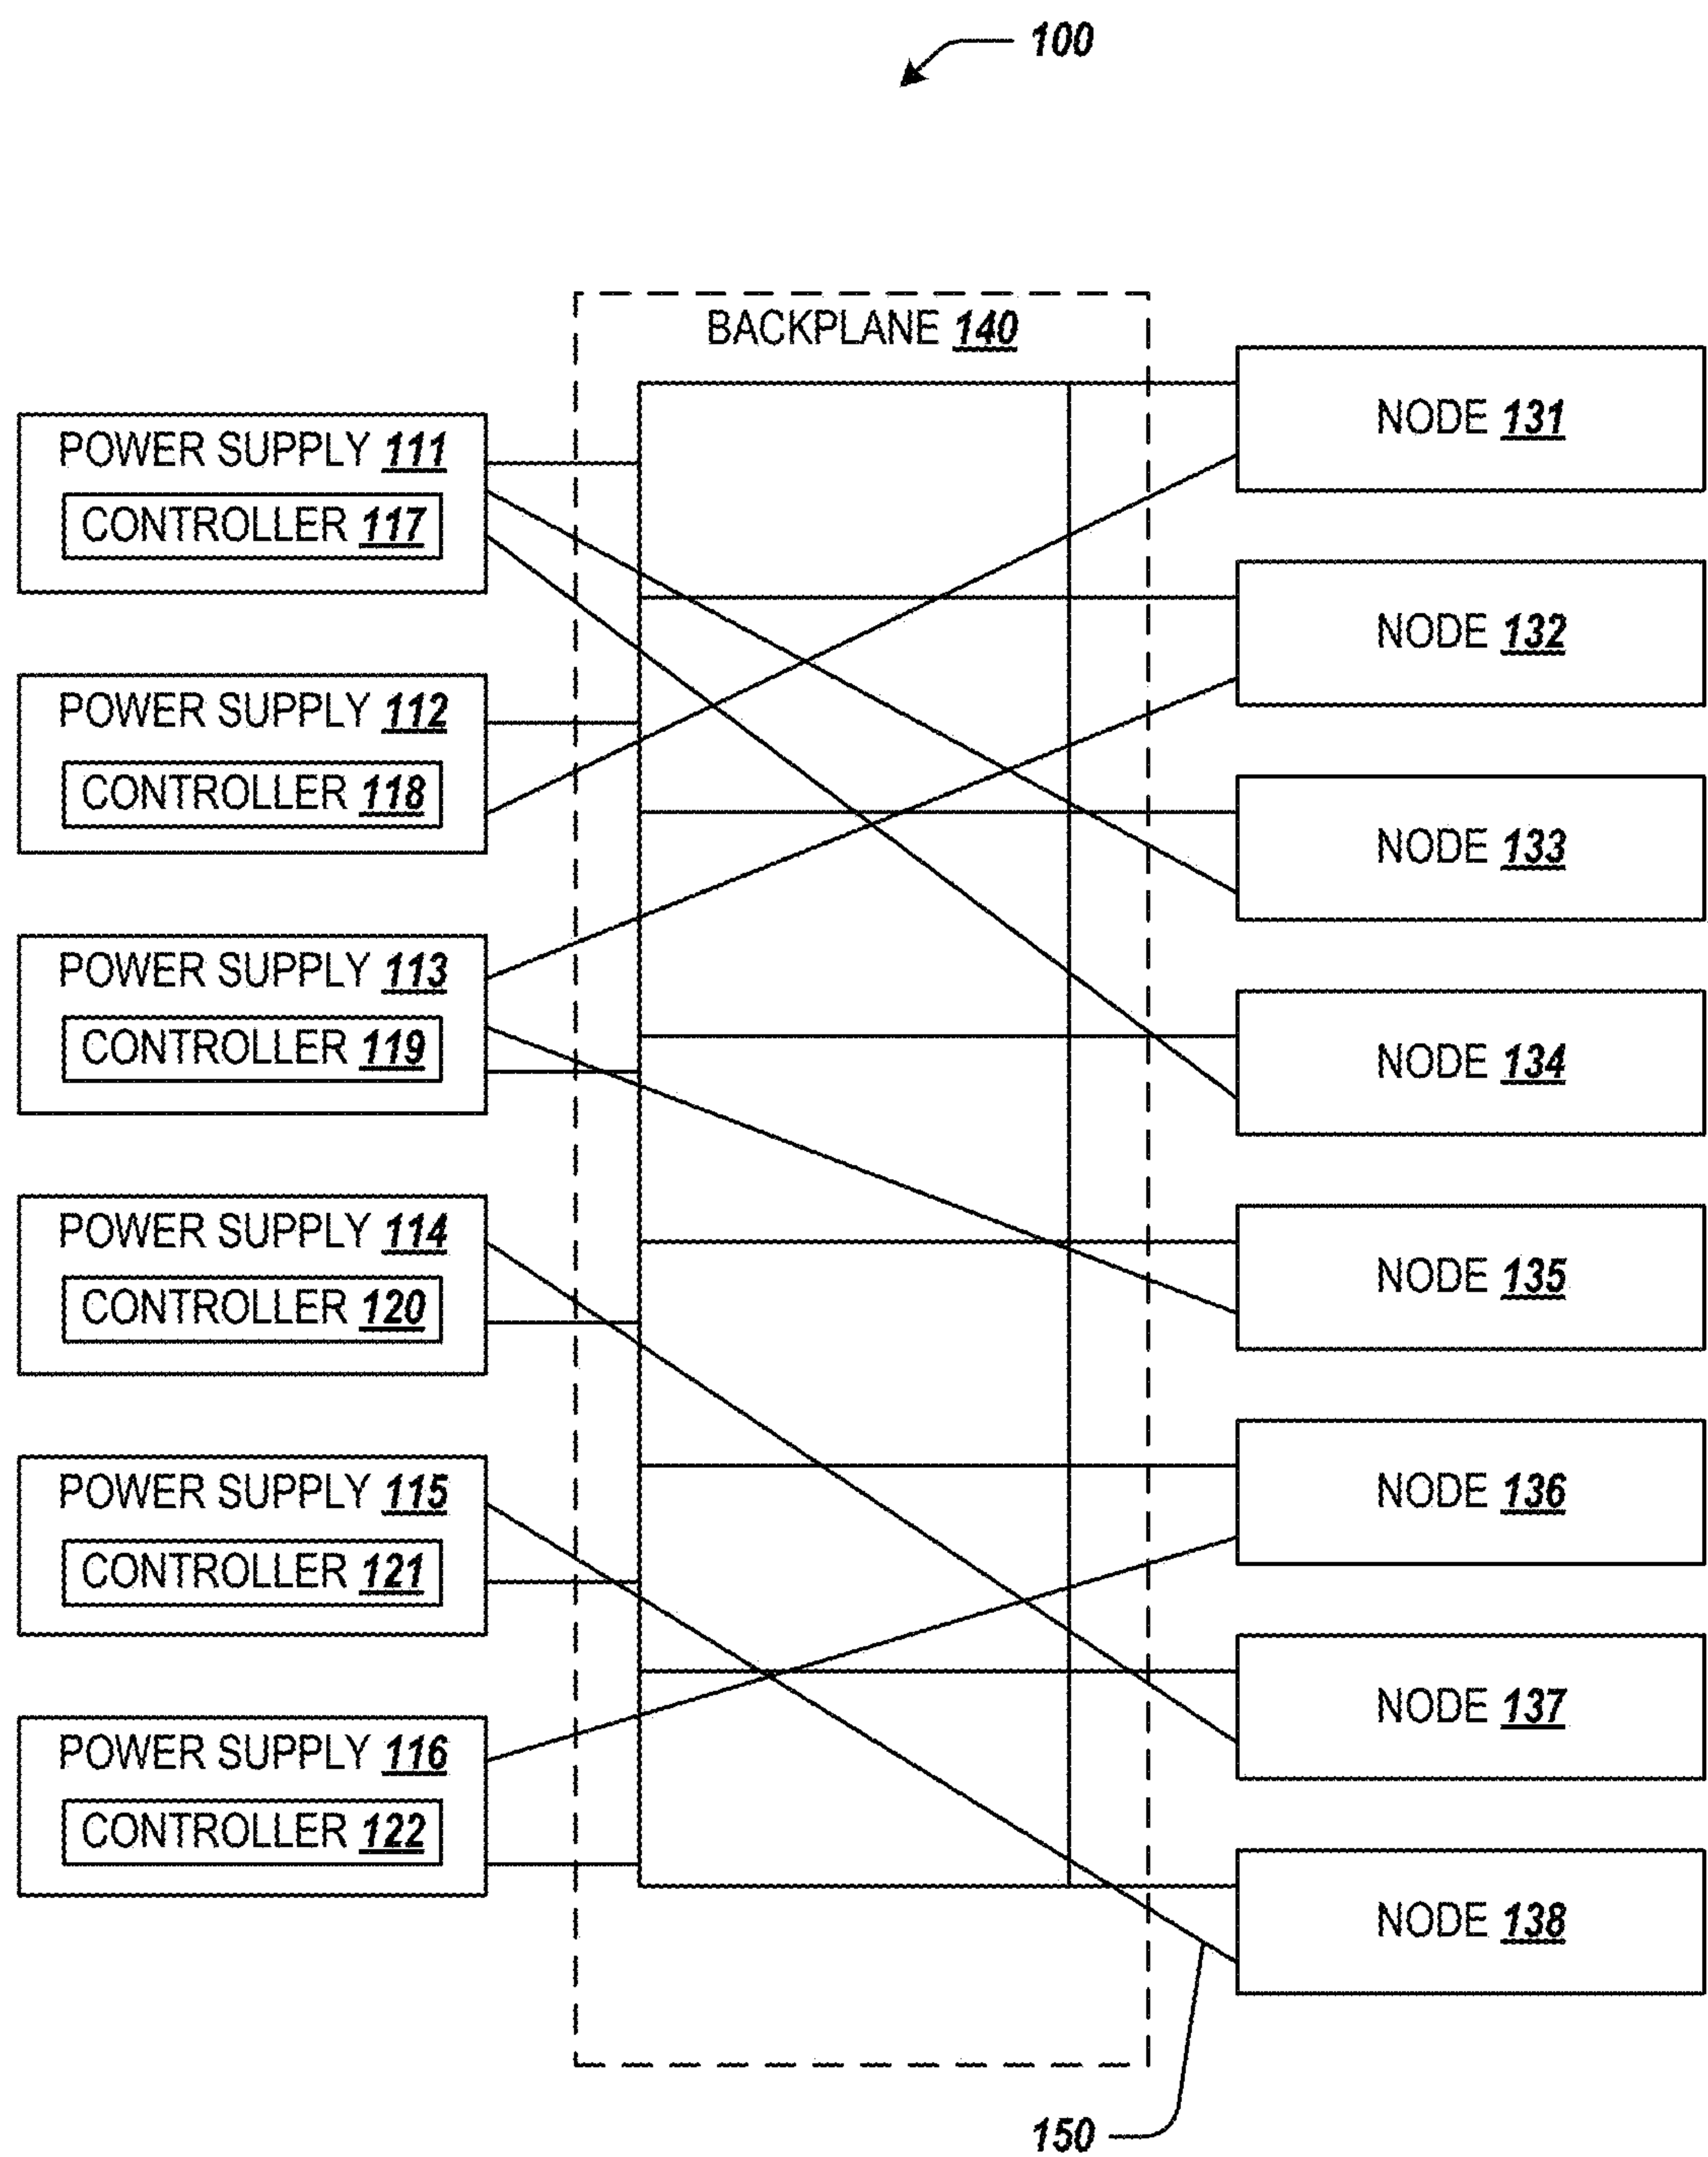 100
BACKPLANE 140
POWER SUPPLY 111
CONTROLLER 117
POWER SUPPLY 112
CONTROLLER 118
POWER SUPPLY 113
CONTROLLER 119
POWER SUPPLY 114
CONTROLLER 120
POWER SUPPLY 115
CONTROLLER 121
POWER SUPPLY 116
CONTROLLER 122
NODE 131
NODE 132
NODE 133
NODE 134
NODE 135
NODE 136
NODE 137
NODE 138
150